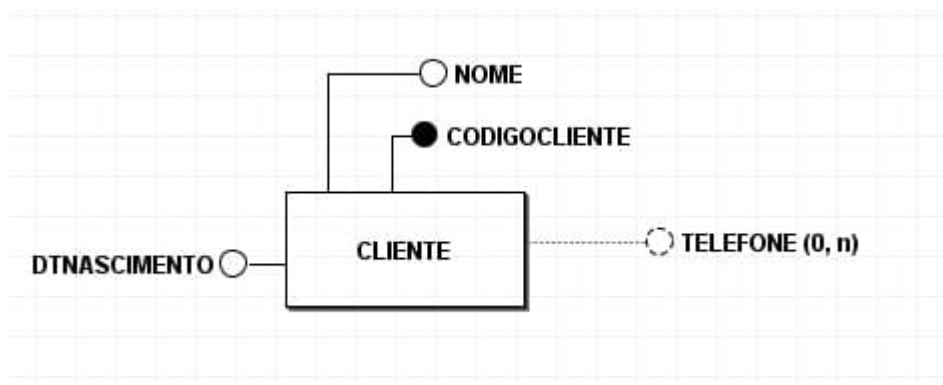 NOME
CODIGOCLIENTE
CLIENTE
TELEFONE (0, n)
DTNASCIMENTO